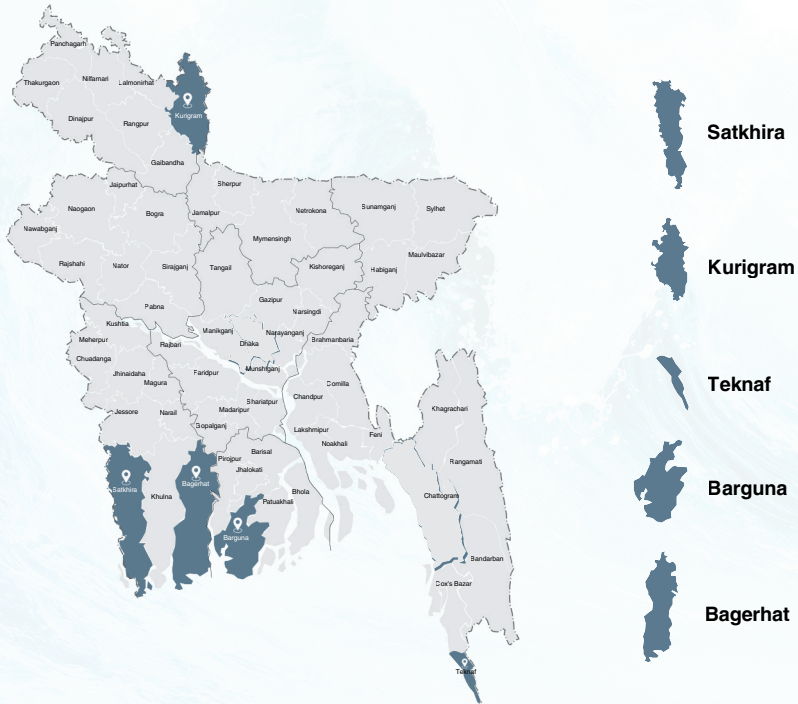 Panchagarh
Thakurgaon
Nilfamari
Lalmonirhat
Kurigram
Dinajpur
Rangpur
Gaibandha
Jaipurhat
Sherpur
Naogaon
Bogra
Jamalpur
Netrokona
Sunamganj
Sylhet
Nawabganj
Mymensingh
Maulvibazar
Rajshahi
Nator
Sirajganj
Tangail
Kishoreganj
Habiganj
Pabna
Gazipur
Narsingdi
Kushtia
Manikganj
Narayanganj
Meherpur
Rajbari
Dhaka
Brahmanbaria
Chuadanga
Jhinaidaha
Faridpur
Munshiganj
Magura
Comilla
Jessore
Narail
Madaripur
Shariatpur
Chandpur
Gopalganj
Lakshmipur
Noakhali
Feni
Khagrachari
Pirojpur
Barisal
Jhalokati
Rangamati
Satkhira
Khulna
Bagerhat
Patuakhali
Bhola
Chattogram
Barguna
Bandarban
Cox's Bazar
Teknaf
Satkhira
Kurigram
Teknaf
Barguna
Bagerhat